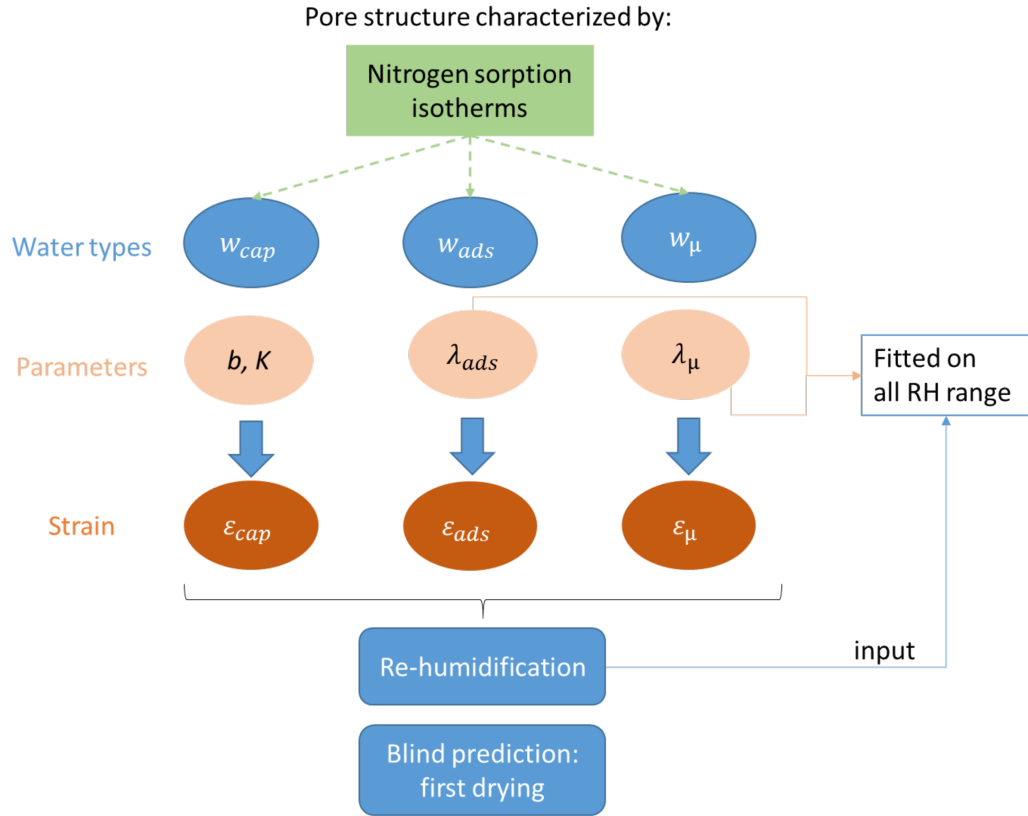 Pore structure characterized by:
Nitrogen sorption
isotherms
Water types
w_cap
w_ads
w_μ
Parameters
b, K
λ_ads
λ_μ
Fitted on
all RH range
Strain
ε_cap
ε_ads
ε_μ
Re-humidification
input
Blind prediction:
first drying